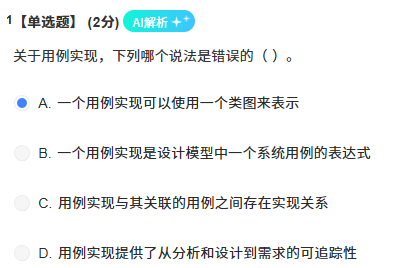 1【单选题】 (2分) AI解析
关于用例实现，下列哪个说法是错误的（ ）。
A. 一个用例实现可以使用一个类图来表示
B. 一个用例实现是设计模型中一个系统用例的表达式
C. 用例实现与其关联的用例之间存在实现关系
D. 用例实现提供了从分析和设计到需求的可追踪性